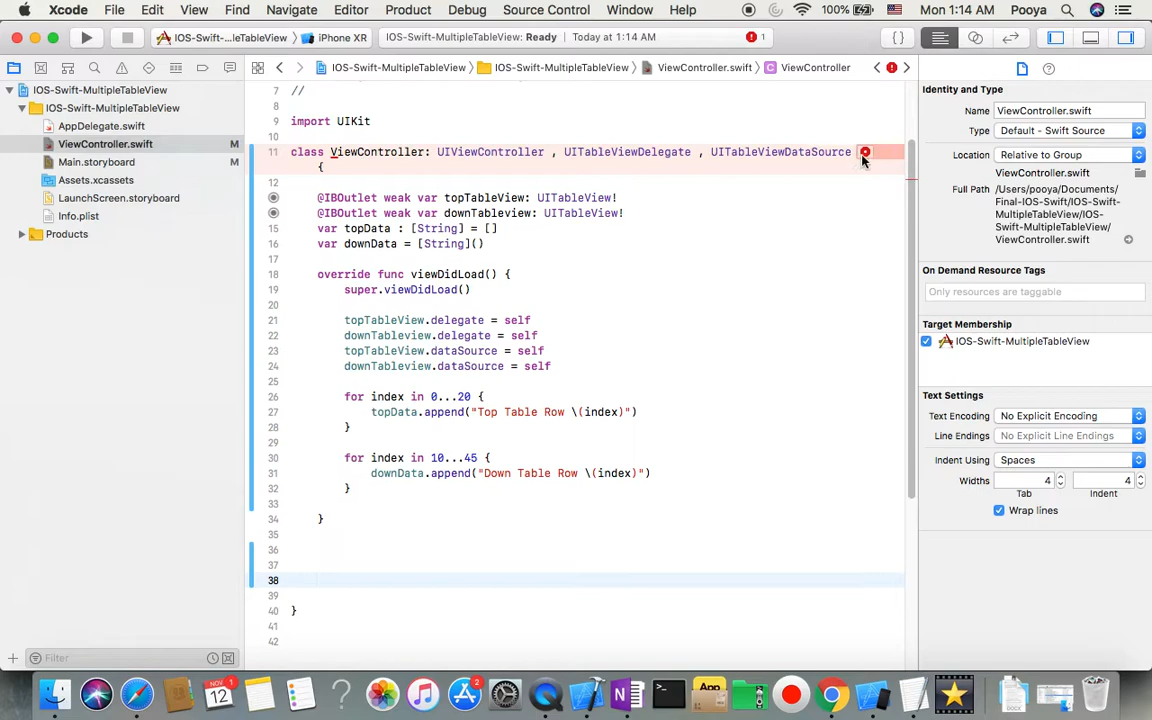 Xcode File Edit View Find Navigate Editor Product Debug Source Control Window Help 100% Mon 1:14 AM Pooya
IOS-Swift-...leTableView iPhone XR IOS-Swift-MultipleTableView: Ready Today at 1:14 AM 1
IOS-Swift-MultipleTableView IOS-Swift-MultipleTableView ViewController.swift ViewController
IOS-Swift-MultipleTableView
IOS-Swift-MultipleTableView
AppDelegate.swift
ViewController.swift M
Main.storyboard M
Assets.xcassets
LaunchScreen.storyboard
Info.plist
Products
Filter
7 //
8
9 import UIKit
10
11 class ViewController: UIViewController , UITableViewDelegate , UITableViewDataSource
{
12
@IBOutlet weak var topTableView: UITableView!
@IBOutlet weak var downTableview: UITableView!
15 var topData : [String] = []
16 var downData = [String]()
17
18 override func viewDidLoad() {
19 super.viewDidLoad()
20
21 topTableView.delegate = self
22 downTableview.delegate = self
23 topTableView.dataSource = self
24 downTableview.dataSource = self
25
26 for index in 0...20 {
27 topData.append("Top Table Row \(index)")
28 }
29
30 for index in 10...45 {
31 downData.append("Down Table Row \(index)")
32 }
33
34 }
35
36
37
38
39
40 }
41
42
Identity and Type
Name ViewController.swift
Type Default - Swift Source
Location Relative to Group
ViewController.swift
Full Path /Users/pooya/Documents/
Final-IOS-Swift/IOS-Swift-
MultipleTableView/IOS-
Swift-MultipleTableView/
ViewController.swift
On Demand Resource Tags
Only resources are taggable
Target Membership
IOS-Swift-MultipleTableView
Text Settings
Text Encoding No Explicit Encoding
Line Endings No Explicit Line Endings
Indent Using Spaces
Widths 4 4
Tab Indent
Wrap lines
NOV 12 1
2
App
DOCX